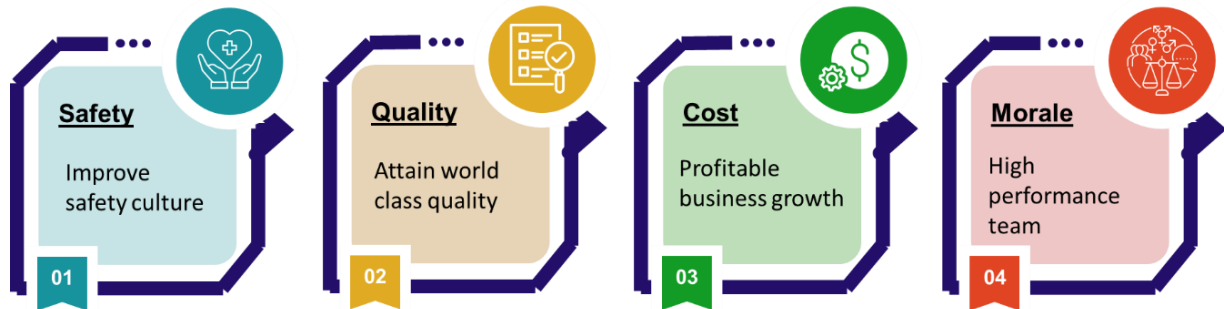 Safety
Improve
safety culture
01
Quality
Attain world
class quality
02
$
Cost
Profitable
business growth
03
Morale
High
performance
team
04